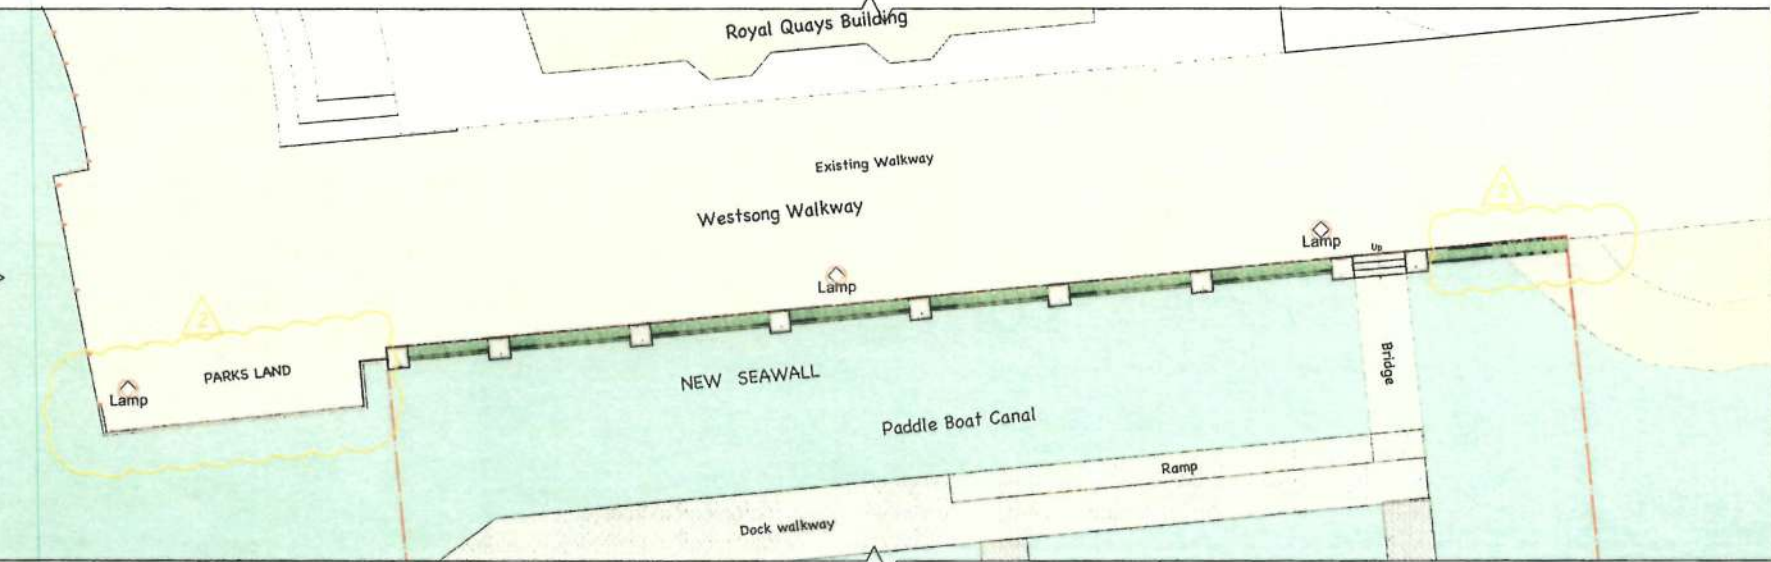 Royal Quays Building
Existing Walkway
Westsong Walkway
2
Lamp
Up
Lamp
Lamp
2
PARKS LAND
Lamp
NEW SEAWALL
Bridge
Paddle Boat Canal
Ramp
Dock walkway